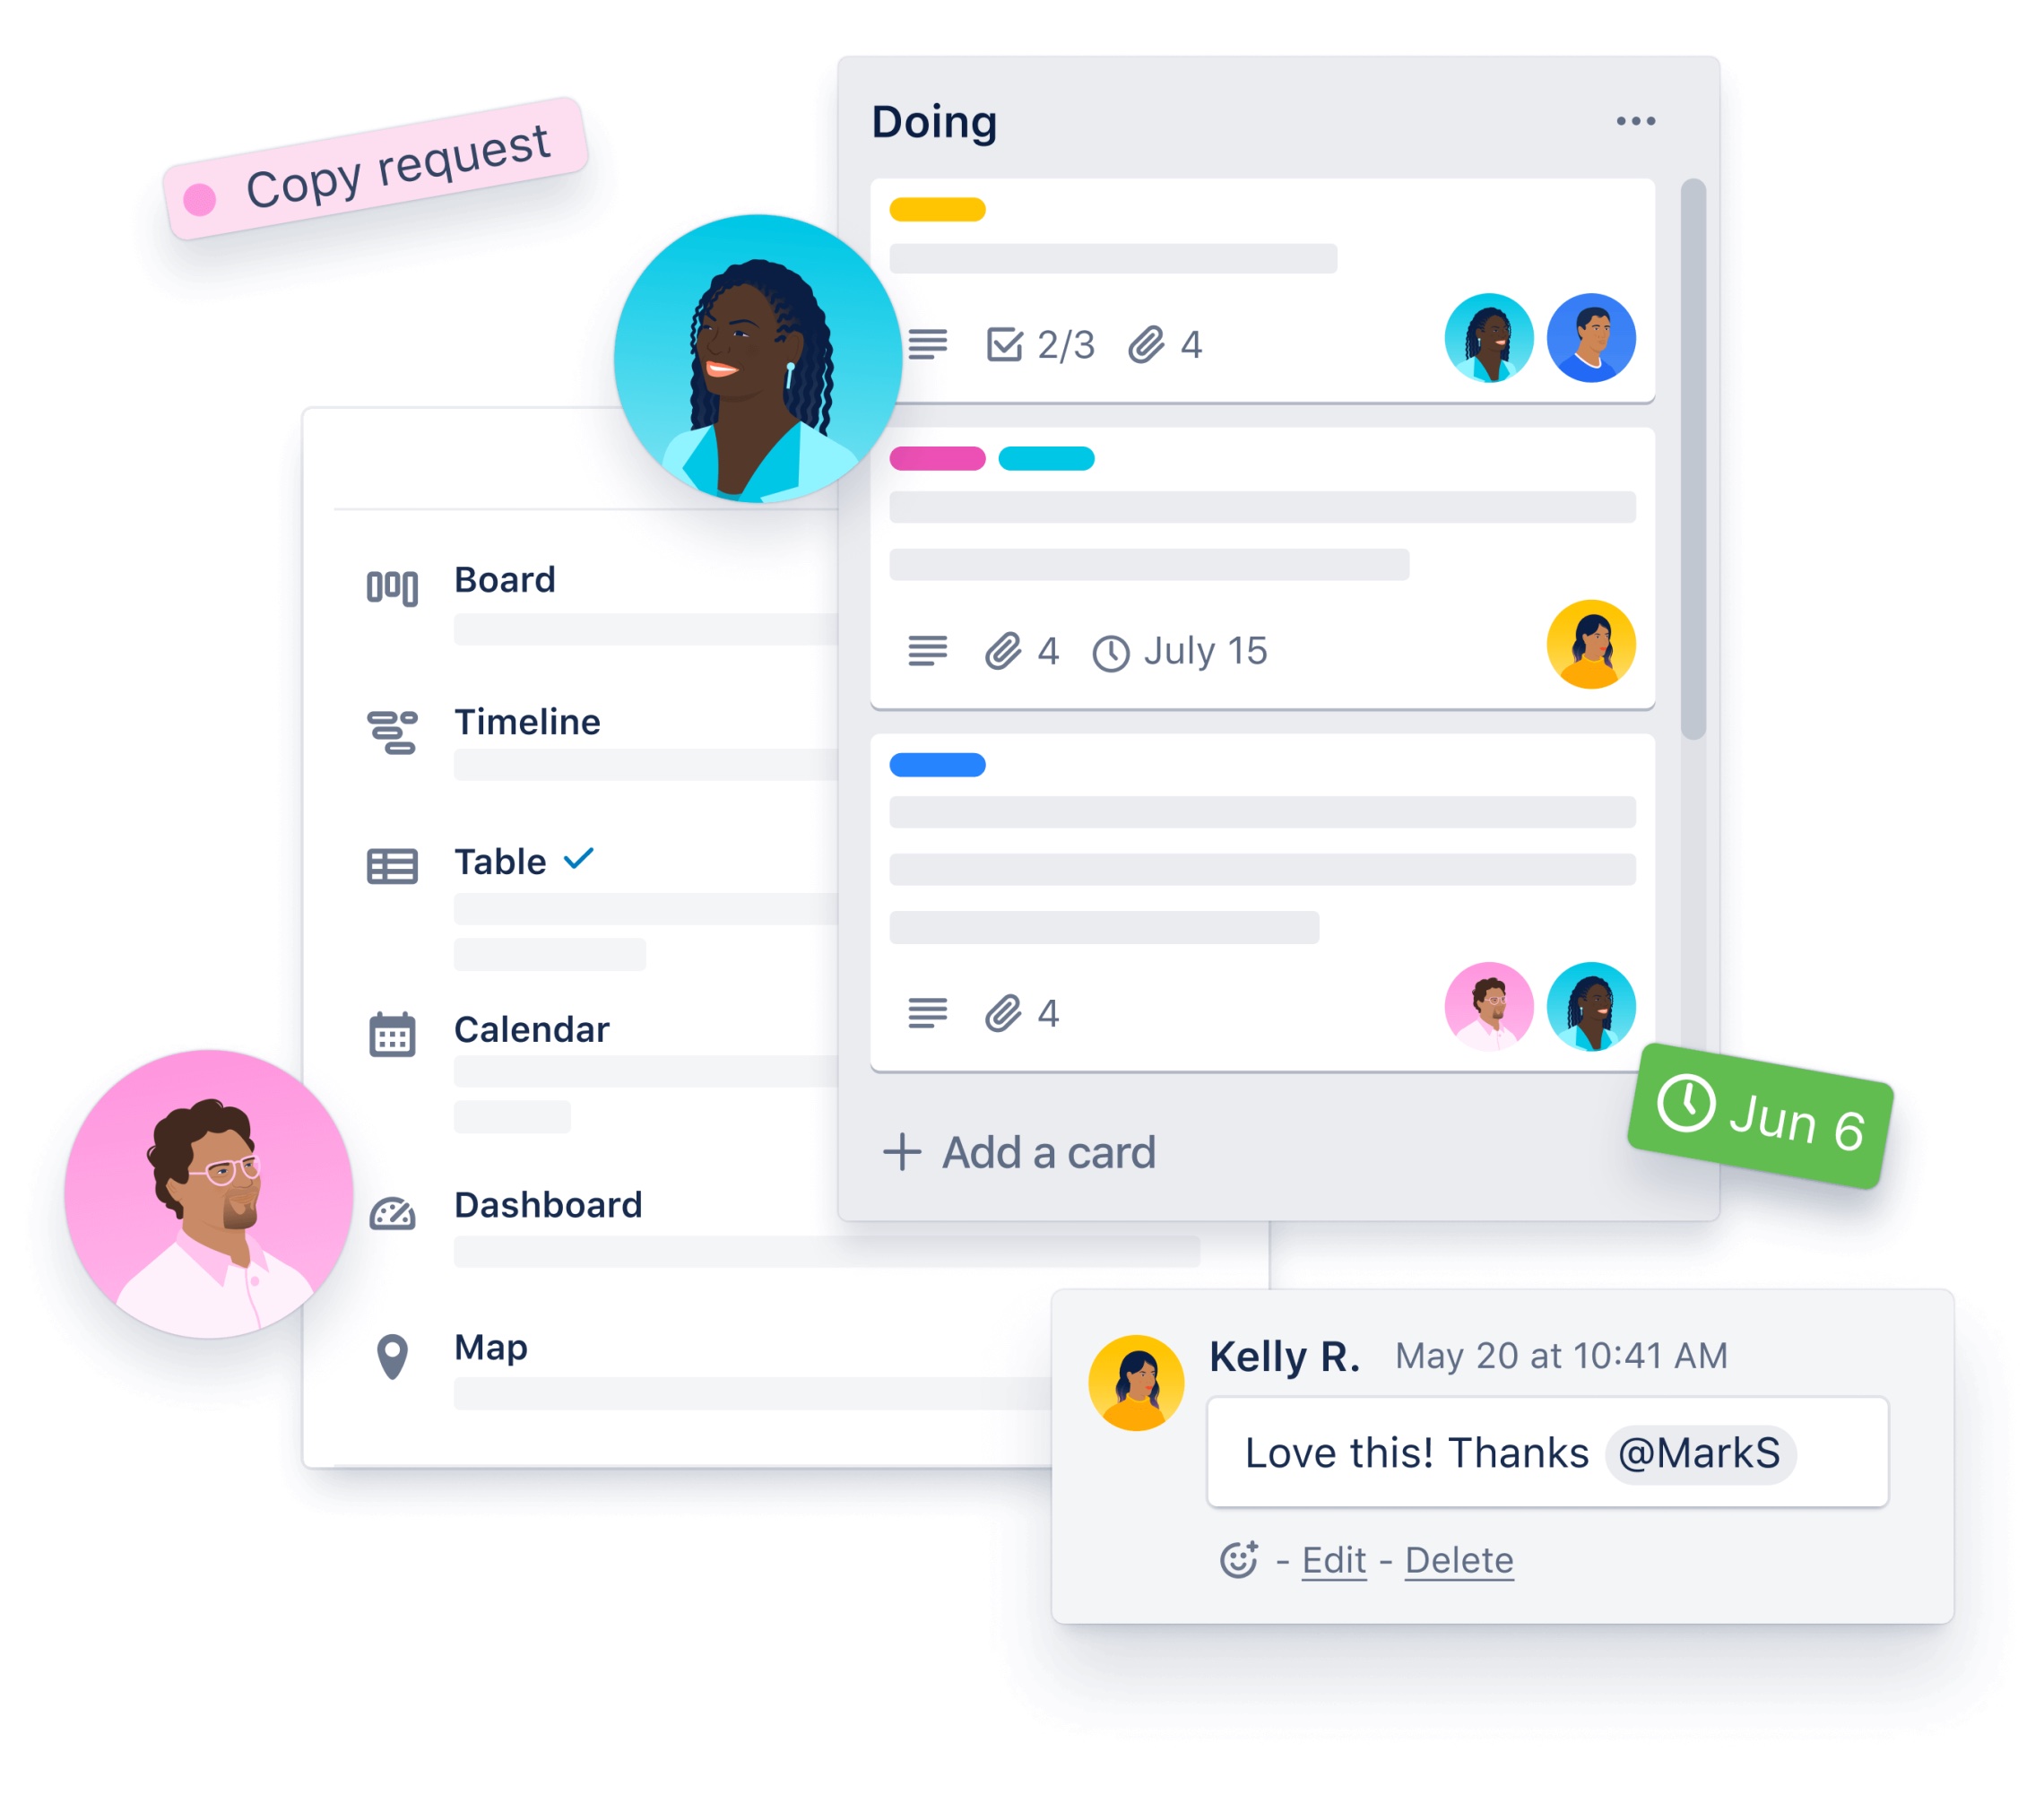 Copy request
Doing
2/3 4
4 July 15
4
Add a card
Jun 6
Board
Timeline
Table
Calendar
Dashboard
Map
Kelly R. May 20 at 10:41 AM
Love this! Thanks @MarkS
- Edit - Delete